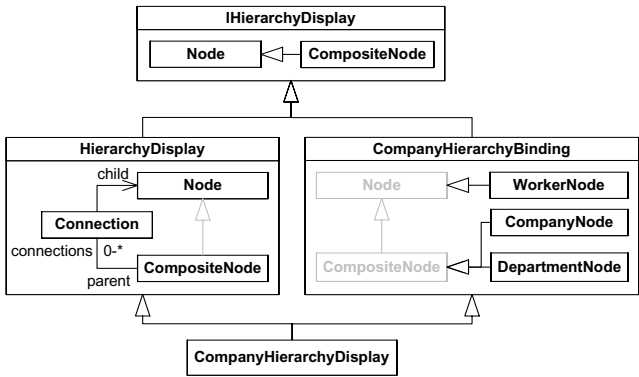 IHierarchyDisplay
Node
CompositeNode
HierarchyDisplay
child
Node
Connection
connections
0-*
CompositeNode
parent
CompanyHierarchyBinding
Node
WorkerNode
CompanyNode
CompositeNode
DepartmentNode
CompanyHierarchyDisplay